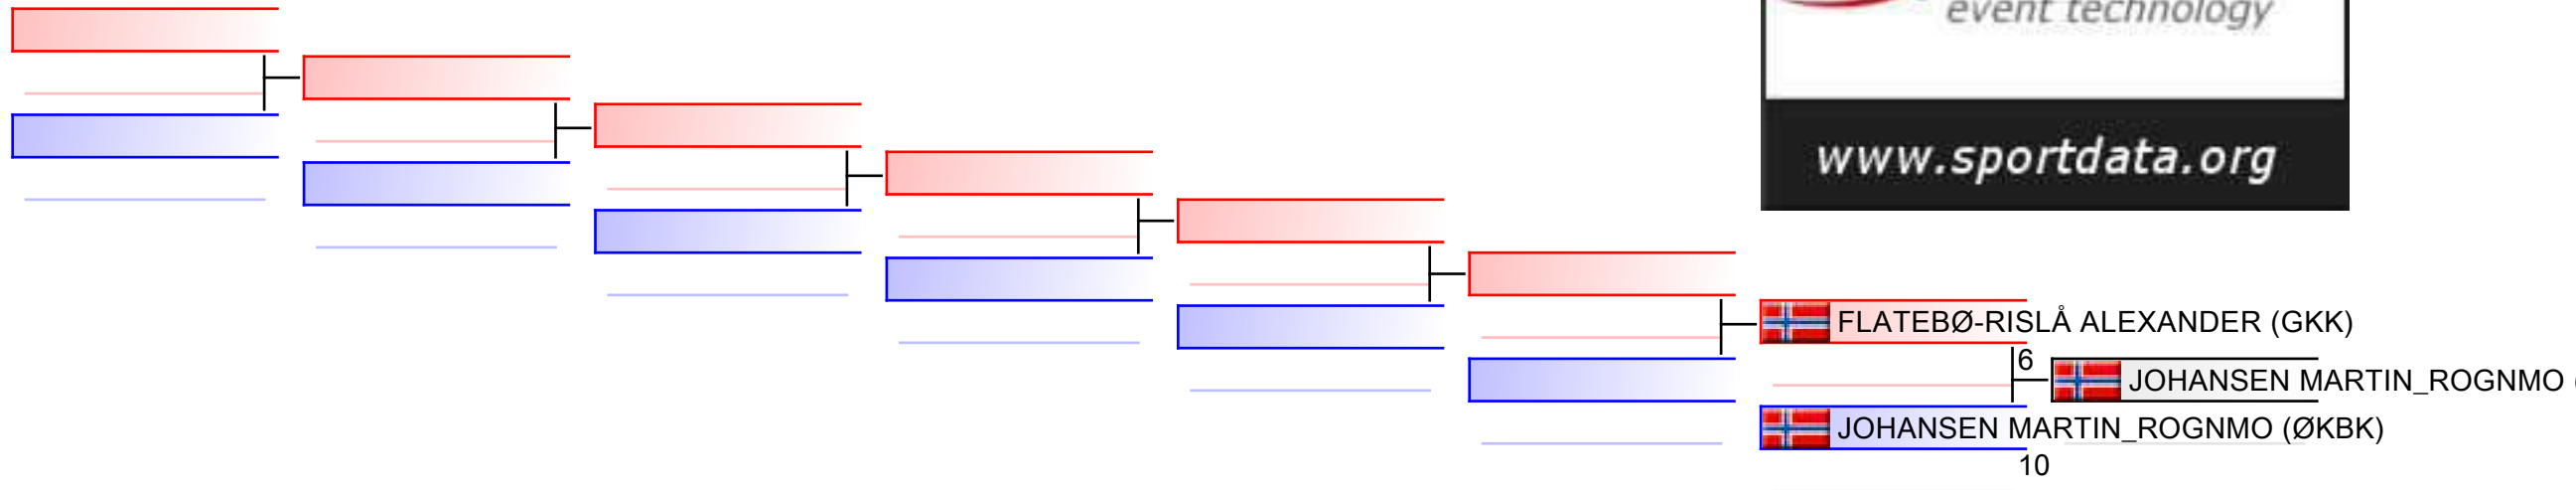 event technology
www.sportdata.org
FLATEBØ-RISLÅ ALEXANDER (GKK)
6
JOHANSEN MARTIN_ROGNMO (
JOHANSEN MARTIN_ROGNMO (ØKBK)
10